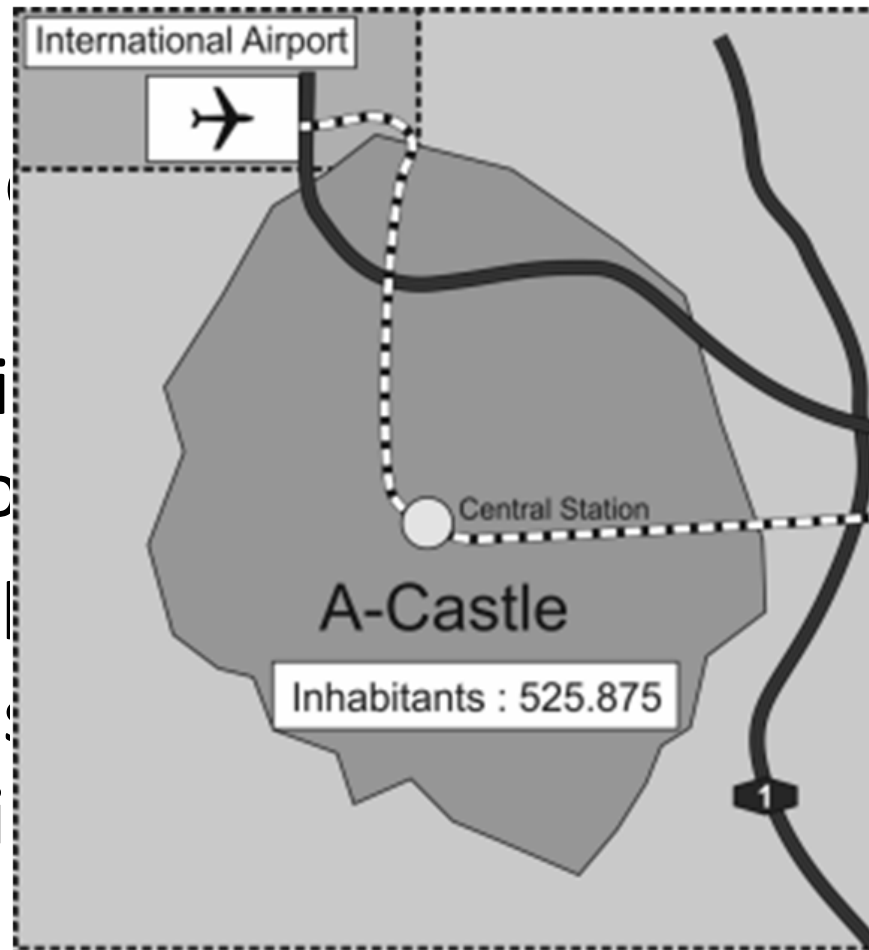 International Airport
Central Station
A-Castle
Inhabitants : 525.875
1